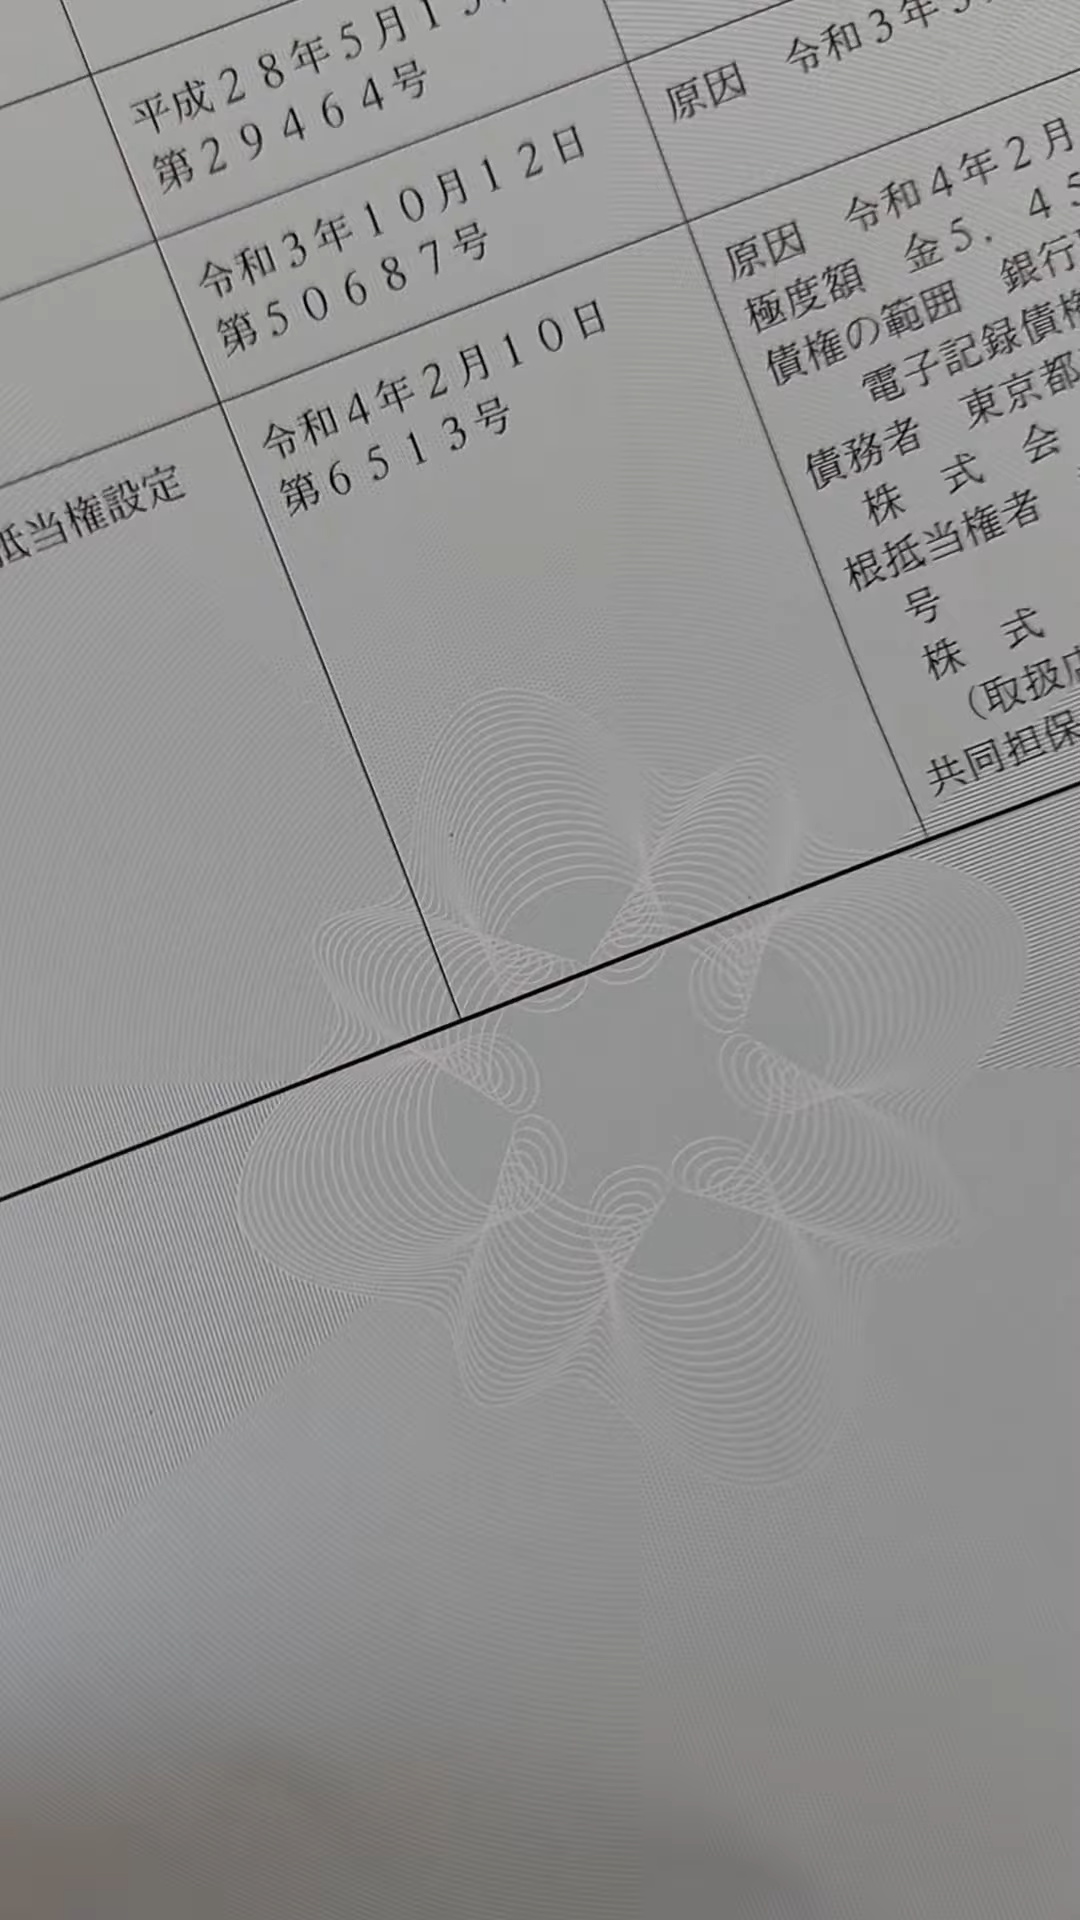 平成２８年５月１
第２９４６４号
原因　令和３年
令和３年１０月１２日
第５０６８７号
抵当権設定
令和４年２月１０日
第６５１３号
原因　令和４年２月
極度額　金５，４５
債権の範囲　銀行
電子記録債権
債務者　東京都
株　式　会
根抵当権者
号
株　式
（取扱店
共同担保